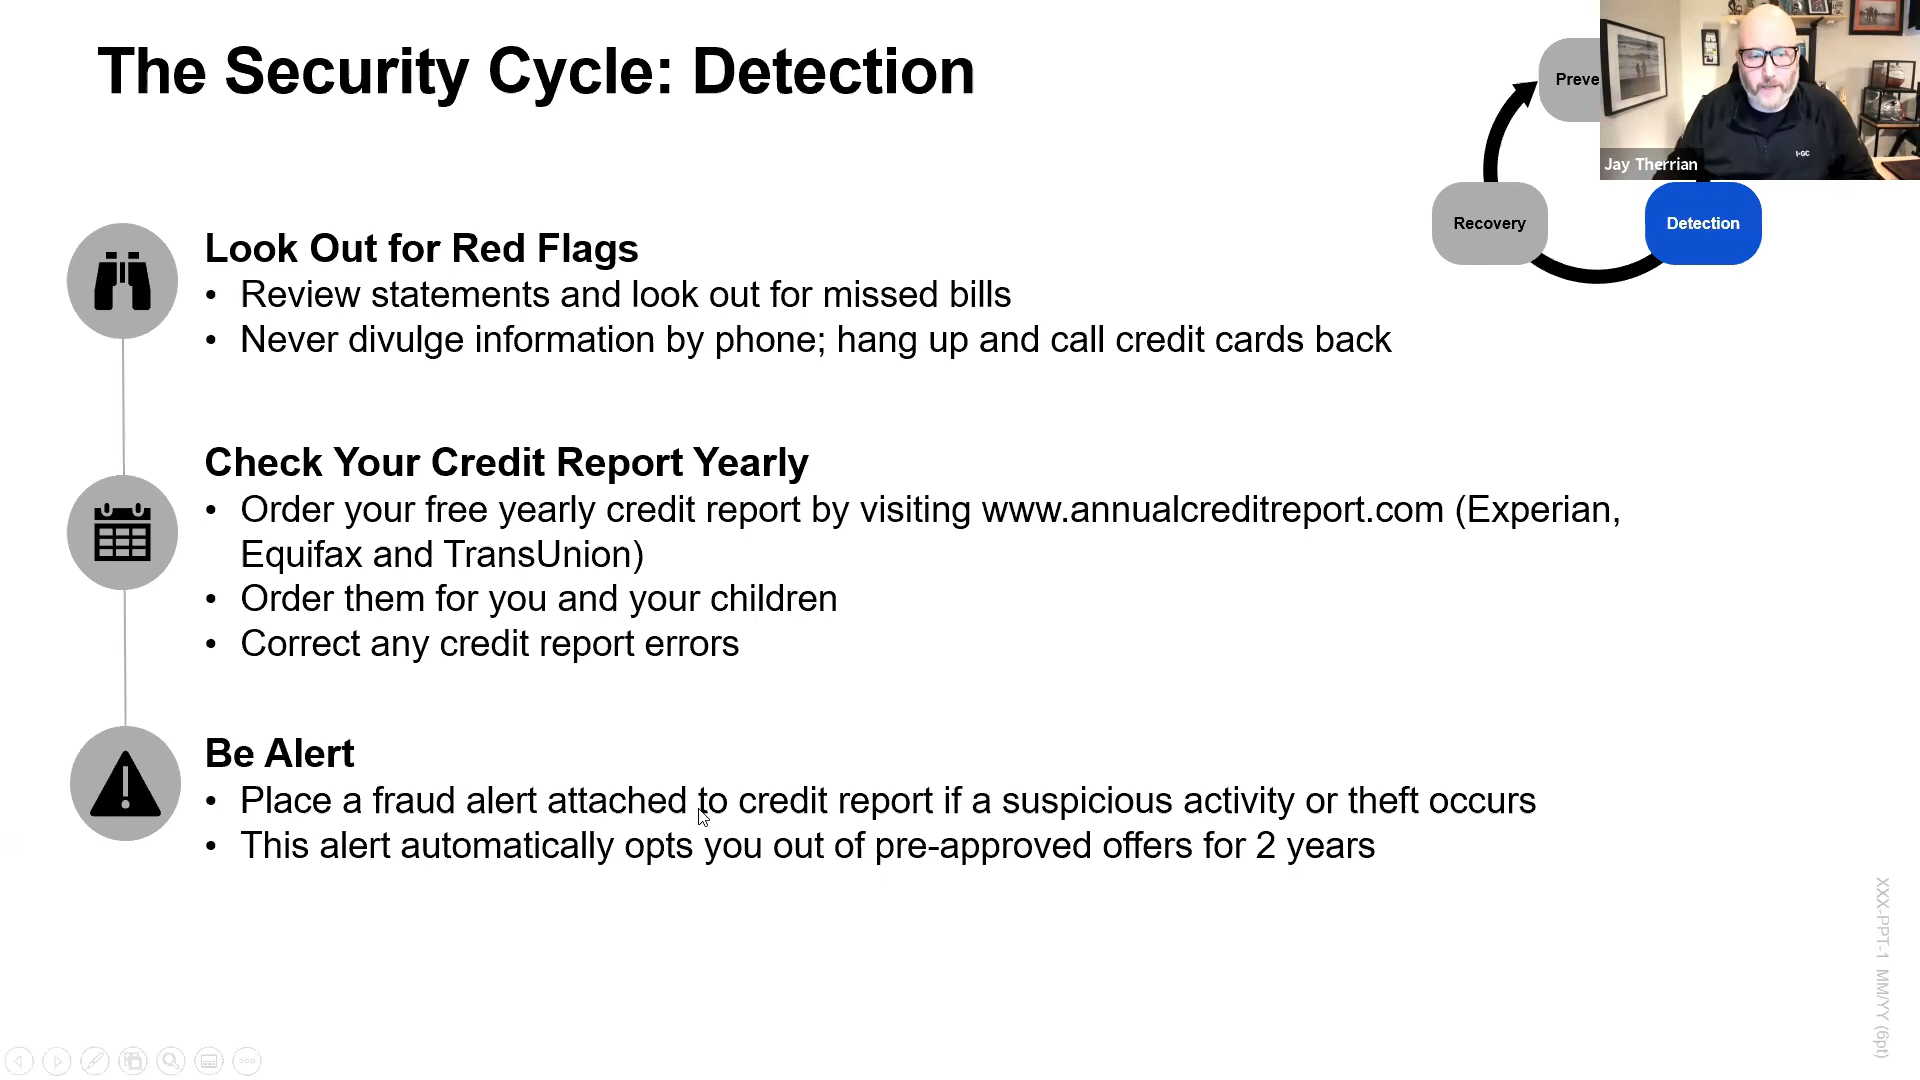 The Security Cycle: Detection
Preve
Jay Therrian
Recovery
Detection
Look Out for Red Flags
• Review statements and look out for missed bills
• Never divulge information by phone; hang up and call credit cards back
Check Your Credit Report Yearly
• Order your free yearly credit report by visiting www.annualcreditreport.com (Experian,
Equifax and TransUnion)
• Order them for you and your children
• Correct any credit report errors
Be Alert
• Place a fraud alert attached to credit report if a suspicious activity or theft occurs
• This alert automatically opts you out of pre-approved offers for 2 years
XXX-PPT-1 MM/YY (6pt)